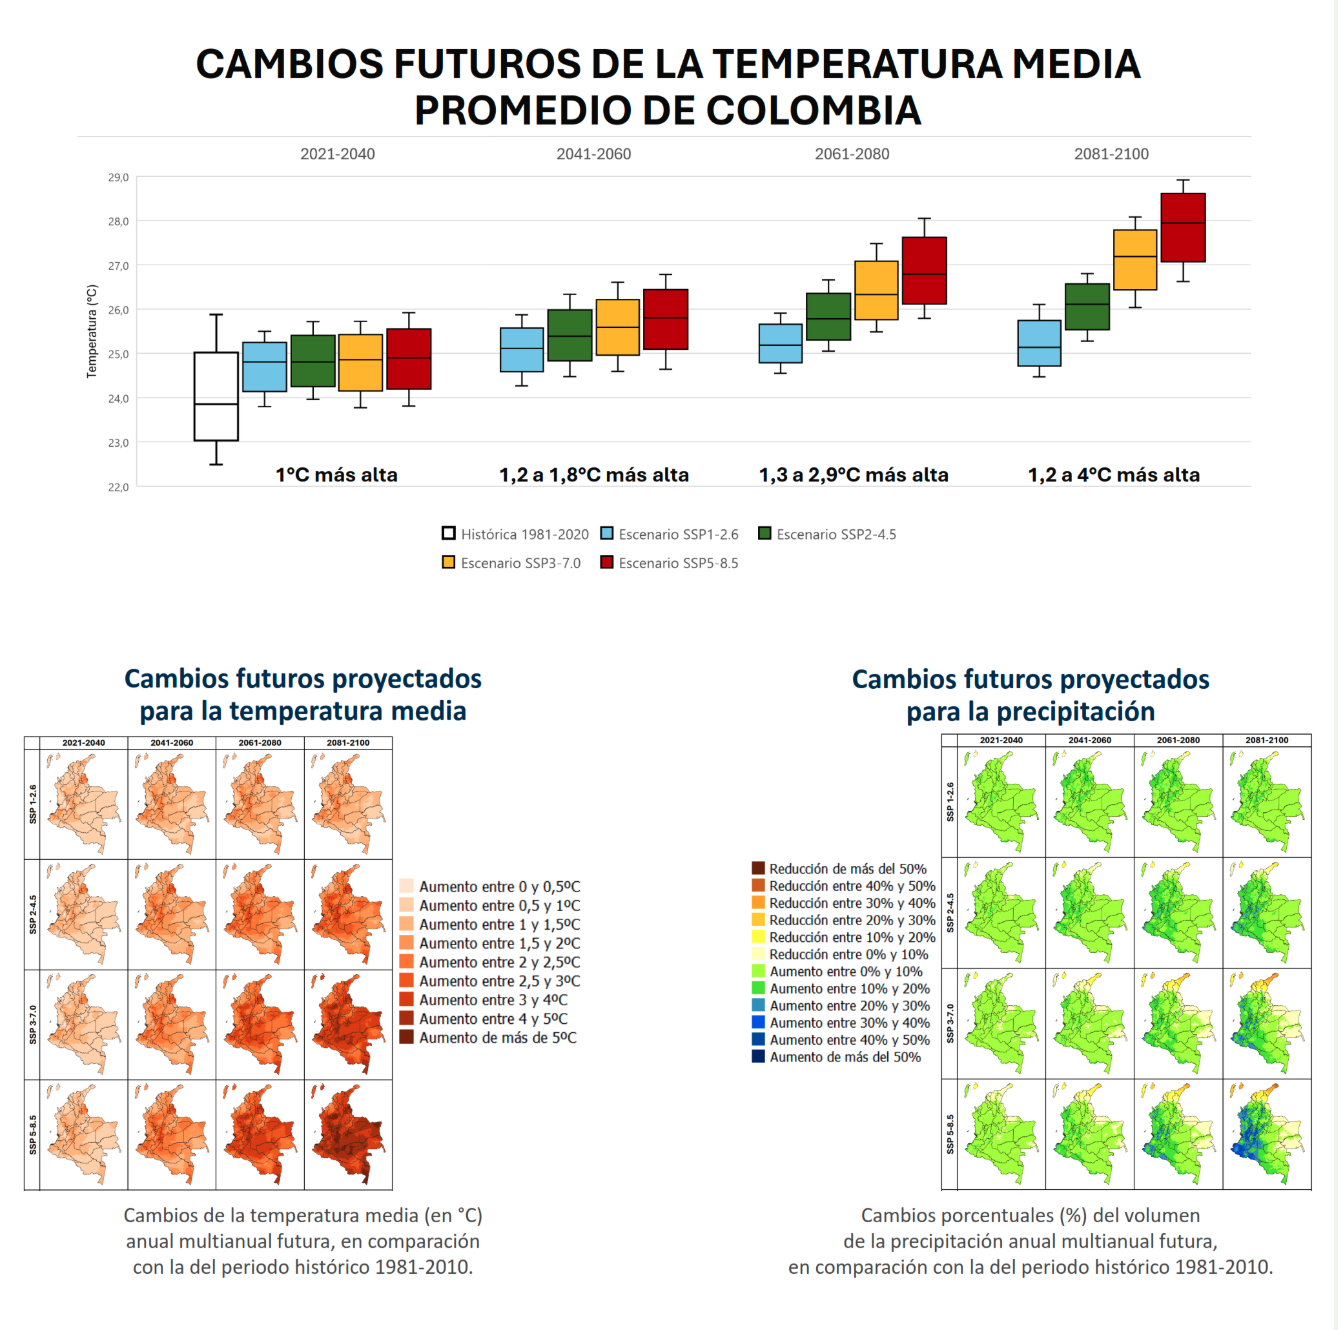 CAMBIOS FUTUROS DE LA TEMPERATURA MEDIA
PROMEDIO DE COLOMBIA
2021-2040 2041-2060 2061-2080 2081-2100
29,0
28,0
27,0
26,0
25,0
24,0
23,0
22,0
Temperatura (ºC)
1°C más alta 1,2 a 1,8°C más alta 1,3 a 2,9°C más alta 1,2 a 4°C más alta
Histórica 1981-2020 Escenario SSP1-2.6 Escenario SSP2-4.5
Escenario SSP3-7.0 Escenario SSP5-8.5
Cambios futuros proyectados
para la temperatura media
2021-2040 2041-2060 2061-2080 2081-2100
SSP 1-2.6
SSP 2-4.5
SSP 3-7.0
SSP 5-8.5
Aumento entre 0 y 0,5ºC
Aumento entre 0,5 y 1ºC
Aumento entre 1 y 1,5ºC
Aumento entre 1,5 y 2ºC
Aumento entre 2 y 2,5ºC
Aumento entre 2,5 y 3ºC
Aumento entre 3 y 4ºC
Aumento entre 4 y 5ºC
Aumento de más de 5ºC
Cambios de la temperatura media (en °C)
anual multianual futura, en comparación
con la del periodo histórico 1981-2010.
Cambios futuros proyectados
para la precipitación
2021-2040 2041-2060 2061-2080 2081-2100
SSP 1-2.6
SSP 2-4.5
SSP 3-7.0
SSP 5-8.5
Reducción de más del 50%
Reducción entre 40% y 50%
Reducción entre 30% y 40%
Reducción entre 20% y 30%
Reducción entre 10% y 20%
Reducción entre 0% y 10%
Aumento entre 0% y 10%
Aumento entre 10% y 20%
Aumento entre 20% y 30%
Aumento entre 30% y 40%
Aumento entre 40% y 50%
Aumento de más del 50%
Cambios porcentuales (%) del volumen
de la precipitación anual multianual futura,
en comparación con la del periodo histórico 1981-2010.